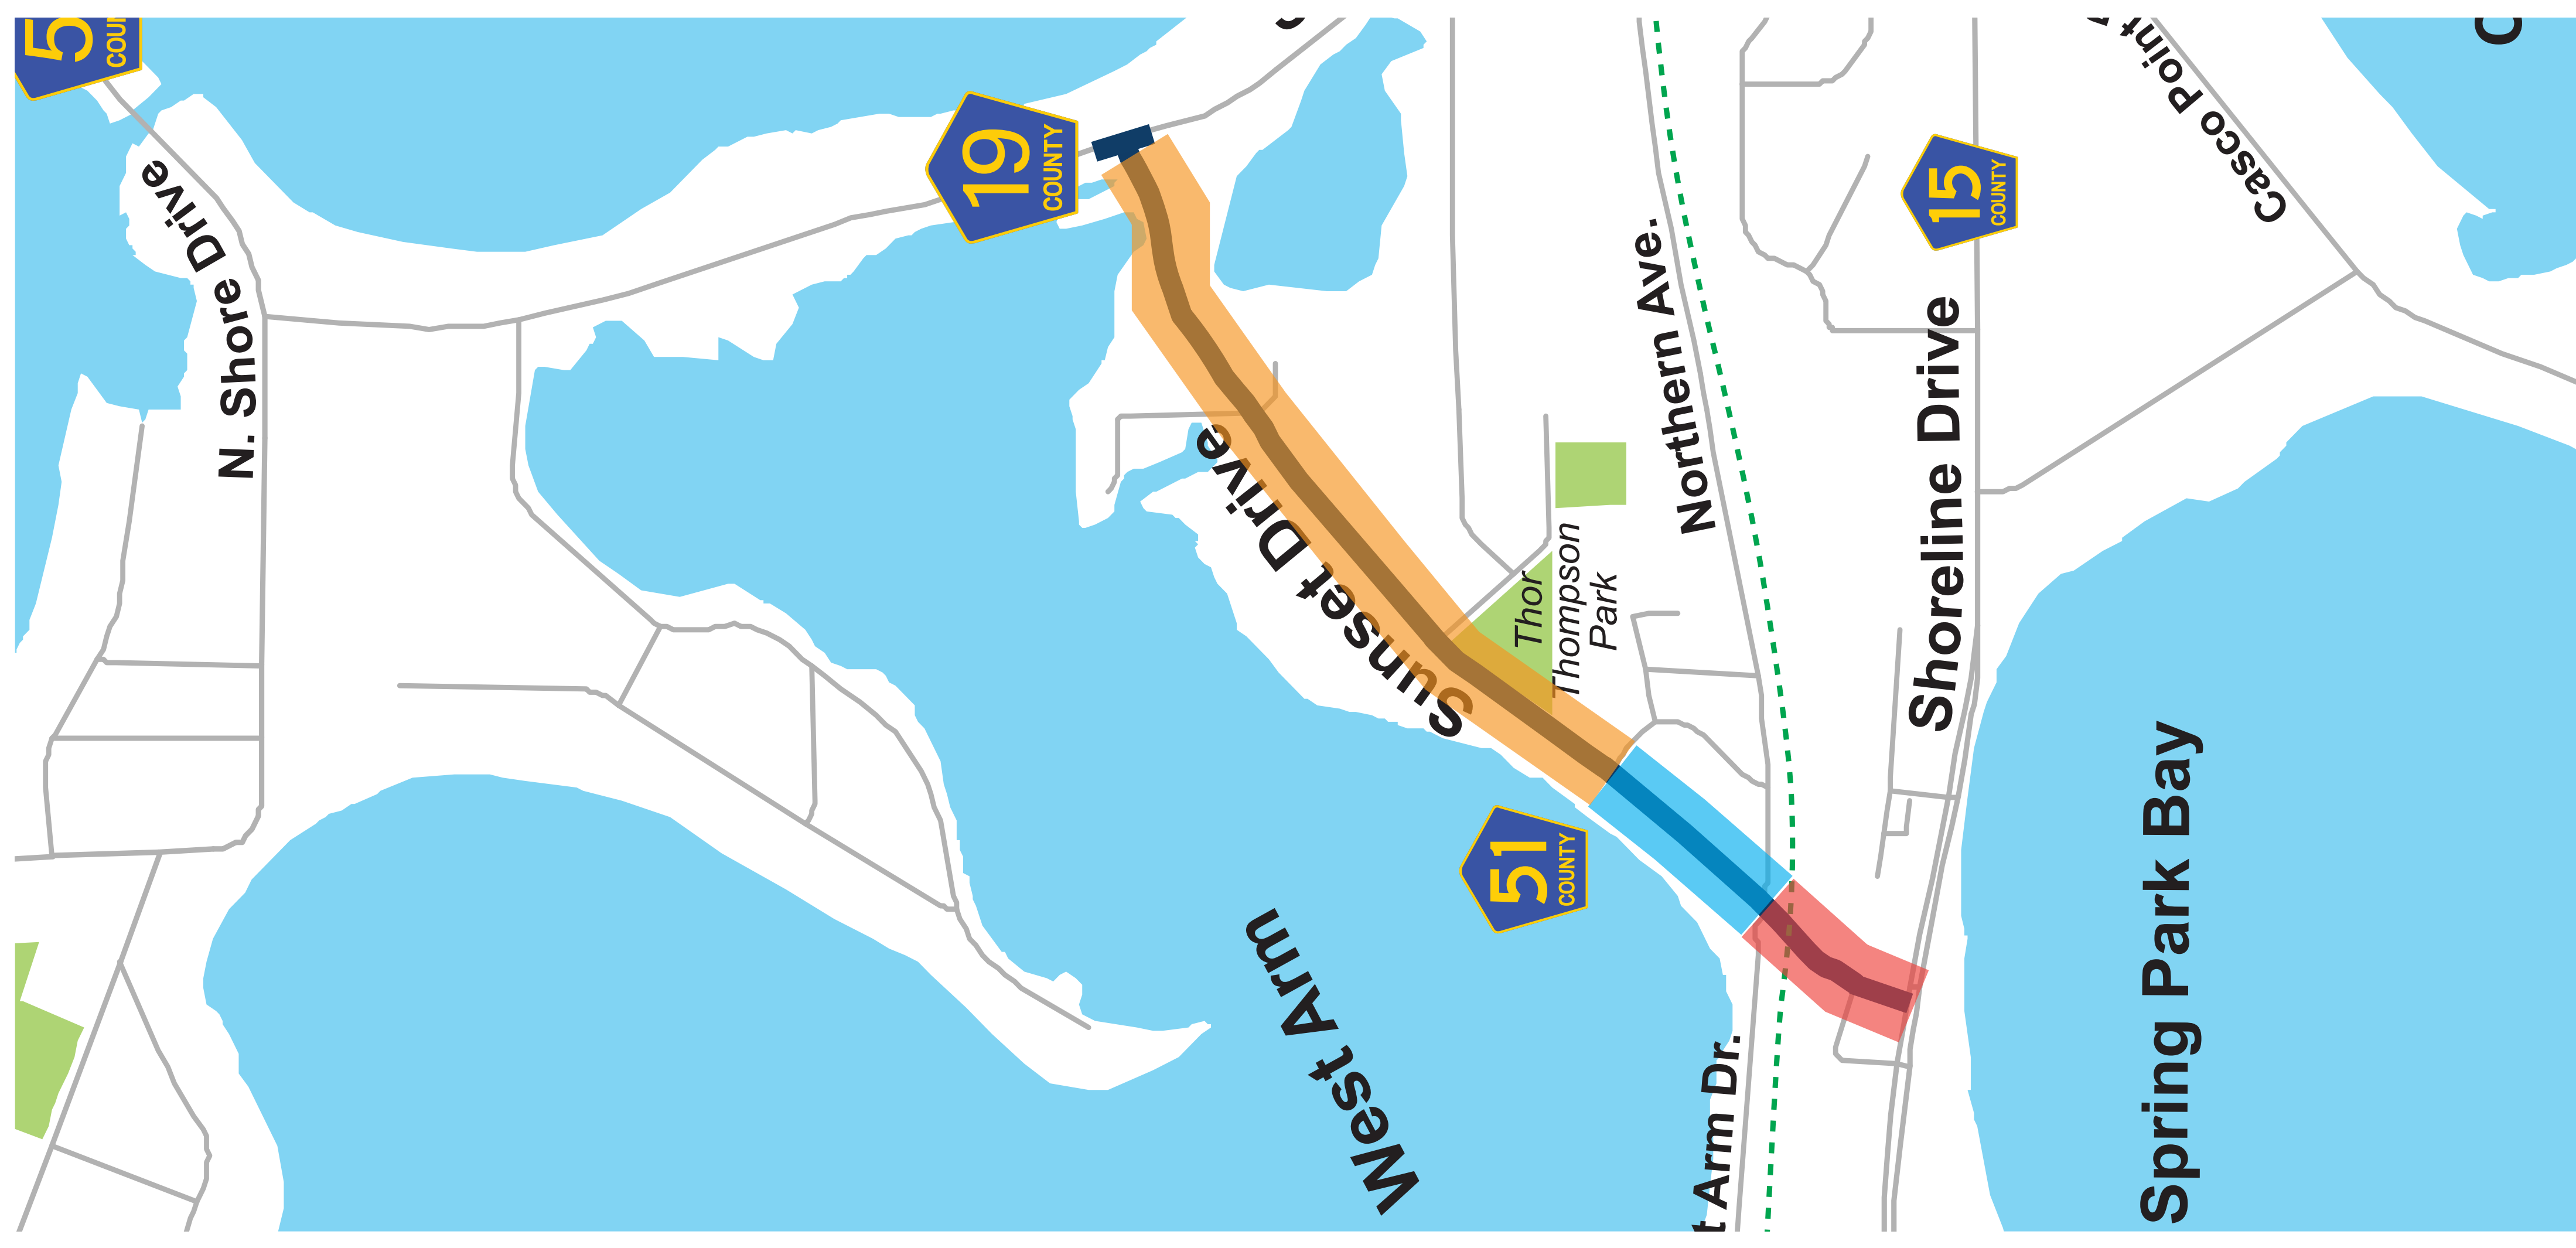 5
COUN
N. Shore Drive
19
COUNTY
Sunset Drive
Thor
Thompson
Park
Northern Ave.
15
COUNTY
Shoreline Drive
Casco Point
51
COUNTY
West Arm
t Arm Dr.
Spring Park Bay